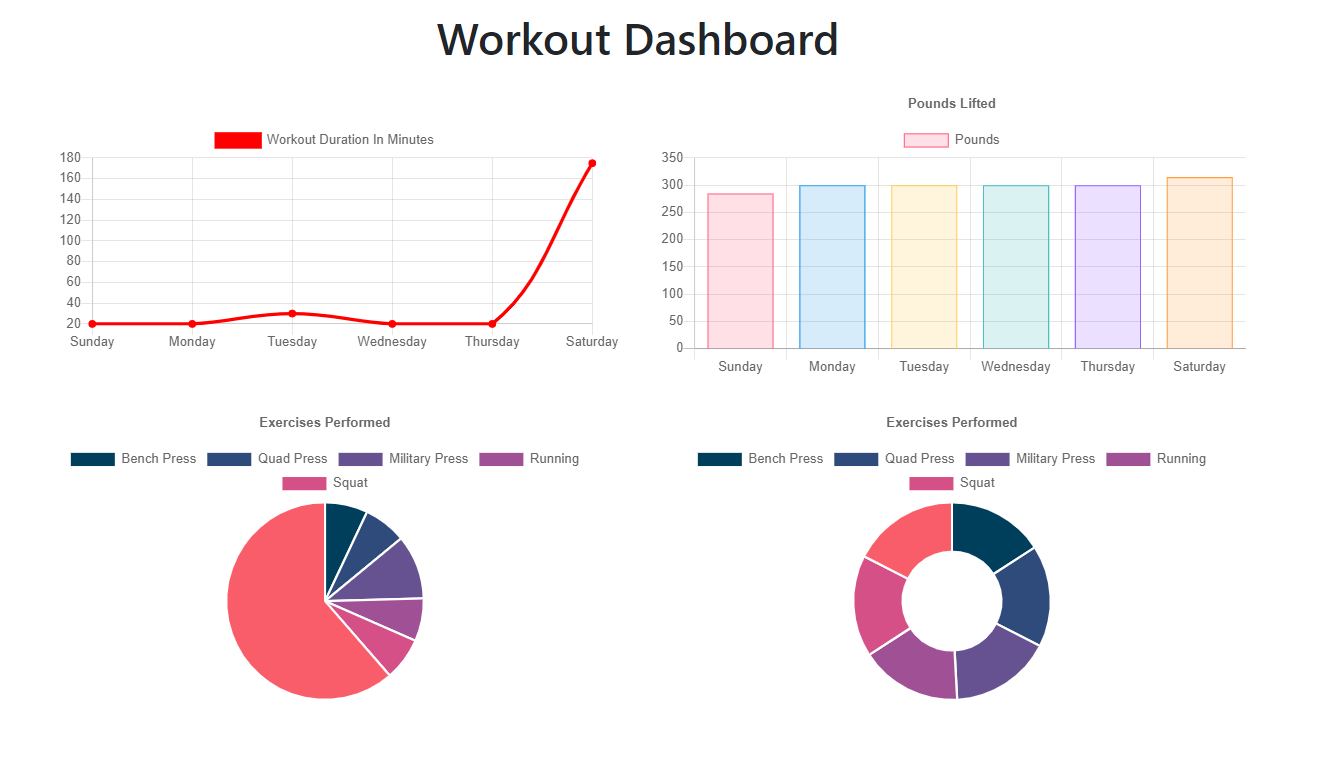 Workout Dashboard
Workout Duration In Minutes
180
160
140
120
100
80
60
40
20
Sunday Monday Tuesday Wednesday Thursday Saturday
Pounds Lifted
Pounds
350
300
250
200
150
100
50
0
Sunday Monday Tuesday Wednesday Thursday Saturday
Exercises Performed
Bench Press Quad Press Military Press Running
Squat
Exercises Performed
Bench Press Quad Press Military Press Running
Squat